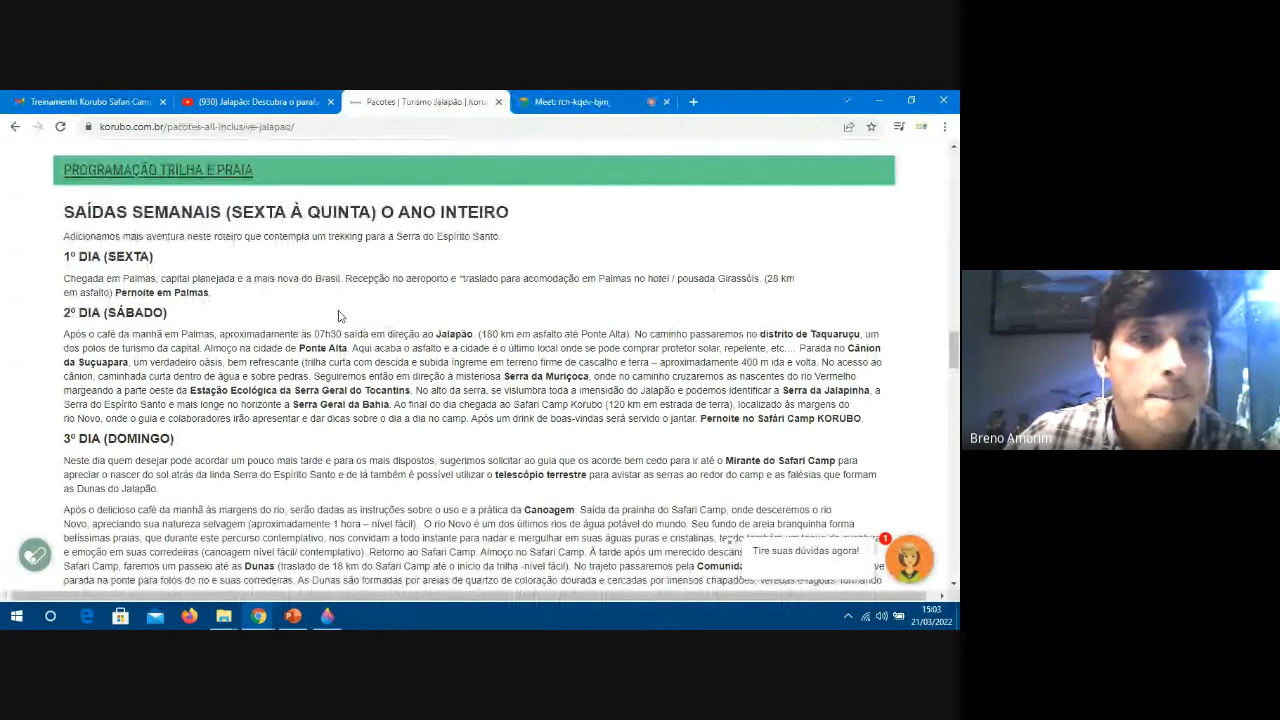 Treinamento Korubo Safari Cam
(930) Jalapão: Descubra o paraí
Pacotes | Turismo Jalapão | Koru
Meet: rch-kqev-bjm
korubo.com.br/pacotes-all-inclusive-jalapao/
PROGRAMAÇÃO TRILHA E PRAIA
SAÍDAS SEMANAIS (SEXTA À QUINTA) O ANO INTEIRO
Adicionamos mais aventura neste roteiro que contempla um trekking para a Serra do Espírito Santo.
1º DIA (SEXTA)
Chegada em Palmas, capital planejada e a mais nova do Brasil. Recepção no aeroporto e *traslado para acomodação em Palmas no hotel / pousada Girassóis. (28 km
em asfalto) Pernoite em Palmas.
2º DIA (SÁBADO)
Após o café da manhã em Palmas, aproximadamente às 07h30 saída em direção ao Jalapão. (180 km em asfalto até Ponte Alta). No caminho passaremos no distrito de Taquaruçu, um
dos polos de turismo da capital. Almoço na cidade de Ponte Alta. Aqui acaba o asfalto e a cidade é o último local onde se pode comprar protetor solar, repelente, etc.... Parada no Cânion
da Suçuapara, um verdadeiro oásis, bem refrescante (trilha curta com descida e subida íngreme em terreno firme de cascalho e terra – aproximadamente 400 m ida e volta. No acesso ao
cânion, caminhada curta dentro de água e sobre pedras. Seguiremos então em direção à misteriosa Serra da Muriçoca, onde no caminho cruzaremos as nascentes do rio Vermelho
margeando a parte oeste da Estação Ecológica da Serra Geral do Tocantins. No alto da serra, se vislumbra toda a imensidão do Jalapão e podemos identificar a Serra da Jalapinha, a
Serra do Espírito Santo e mais longe no horizonte a Serra Geral da Bahia. Ao final do dia chegada ao Safari Camp Korubo (120 km em estrada de terra), localizado às margens do
rio Novo, onde o guia e colaboradores irão apresentar e dar dicas sobre o dia a dia no camp. Após um drink de boas-vindas será servido o jantar. Pernoite no Safári Camp KORUBO.
3º DIA (DOMINGO)
Neste dia quem desejar pode acordar um pouco mais tarde e para os mais dispostos, sugerimos solicitar ao guia que os acorde bem cedo para ir até o Mirante do Safari Camp para
apreciar o nascer do sol atrás da linda Serra do Espírito Santo e de lá também é possível utilizar o telescópio terrestre para avistar as serras ao redor do camp e as falésias que formam
as Dunas do Jalapão.
Após o delicioso café da manhã às margens do rio, serão dadas as instruções sobre o uso e a prática da Canoagem. Saída da prainha do Safari Camp, onde desceremos o rio
Novo, apreciando sua natureza selvagem (aproximadamente 1 hora – nível fácil). O rio Novo é um dos últimos rios de água potável do mundo. Seu fundo de areia branquinha forma
belíssimas praias, que durante este percurso contemplativo, nos convidam a todo instante para nadar e mergulhar em suas águas puras e cristalinas,
e emoção em suas corredeiras (canoagem nível fácil/ contemplativo). Retorno ao Safari Camp. Almoço no Safari Camp. À tarde após um merecido descans
Safari Camp, faremos um passeio até as Dunas (traslado de 18 km do Safari Camp até o início da trilha -nível fácil). No trajeto passaremos pela Comunida
parada na ponte para fotos do rio e suas corredeiras. As Dunas são formadas por areias de quartzo de coloração dourada e cercadas por imensos chapadões, veredas e lagoas, formando
Tire suas dúvidas agora!
1
Breno Amorim
15:03
21/03/2022